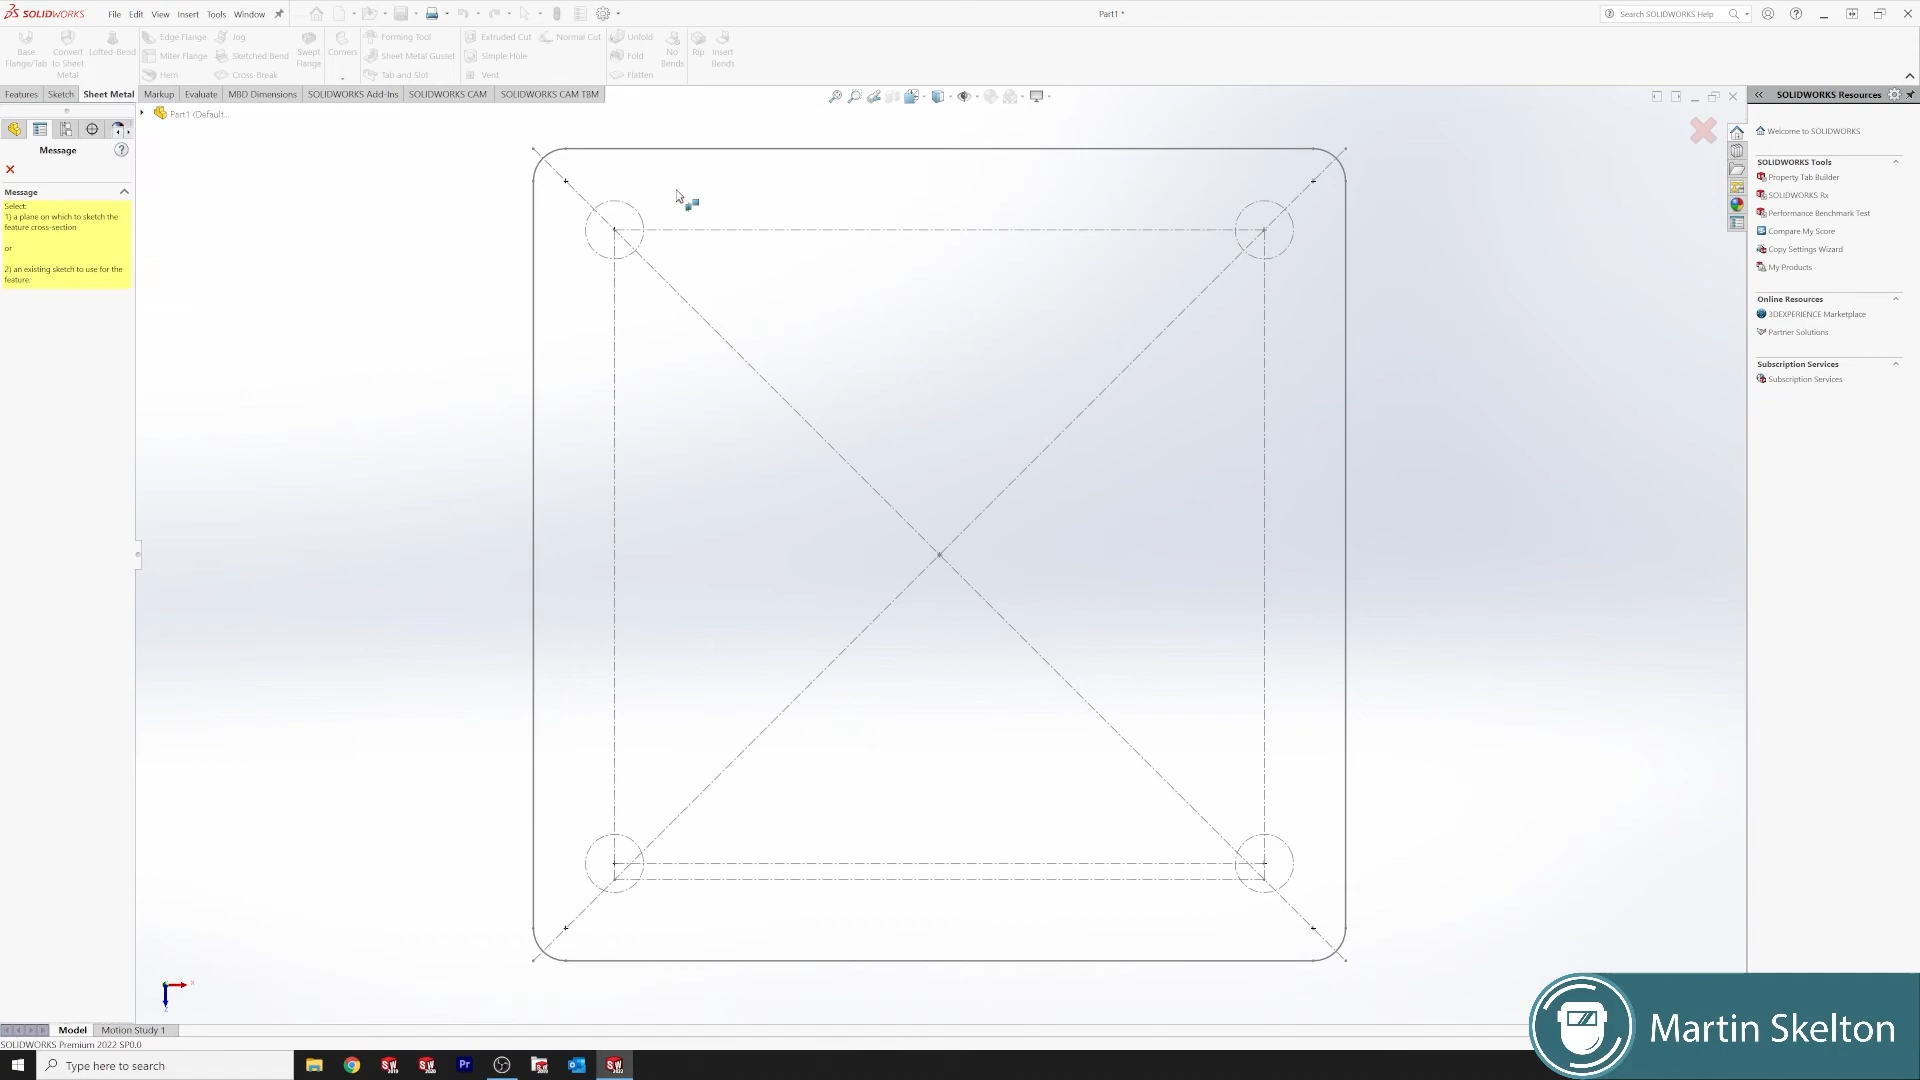 SOLIDWORKS File Edit View Insert Tools Window Part1 * Search SOLIDWORKS Help
Base Flange/Tab
Convert to Sheet Metal
Lofted-Bend
Edge Flange
Miter Flange
Hem
Jog
Sketched Bend
Cross-Break
Swept Flange
Corners
Forming Tool
Sheet Metal Gusset
Tab and Slot
Extruded Cut
Simple Hole
Vent
Normal Cut
Unfold
Fold
Flatten
No Bends
Rip
Insert Bends
Features Sketch Sheet Metal Markup Evaluate MBD Dimensions SOLIDWORKS Add-Ins SOLIDWORKS CAM SOLIDWORKS CAM TBM
Part1 (Default...
Message
Message
Select:
1) a plane on which to sketch the
feature cross-section
or
2) an existing sketch to use for the
feature.
SOLIDWORKS Resources
Welcome to SOLIDWORKS
SOLIDWORKS Tools
Property Tab Builder
SOLIDWORKS Rx
Performance Benchmark Test
Compare My Score
Copy Settings Wizard
My Products
Online Resources
3DEXPERIENCE Marketplace
Partner Solutions
Subscription Services
Subscription Services
Model Motion Study 1
SOLIDWORKS Premium 2022 SP0.0
Type here to search
Martin Skelton